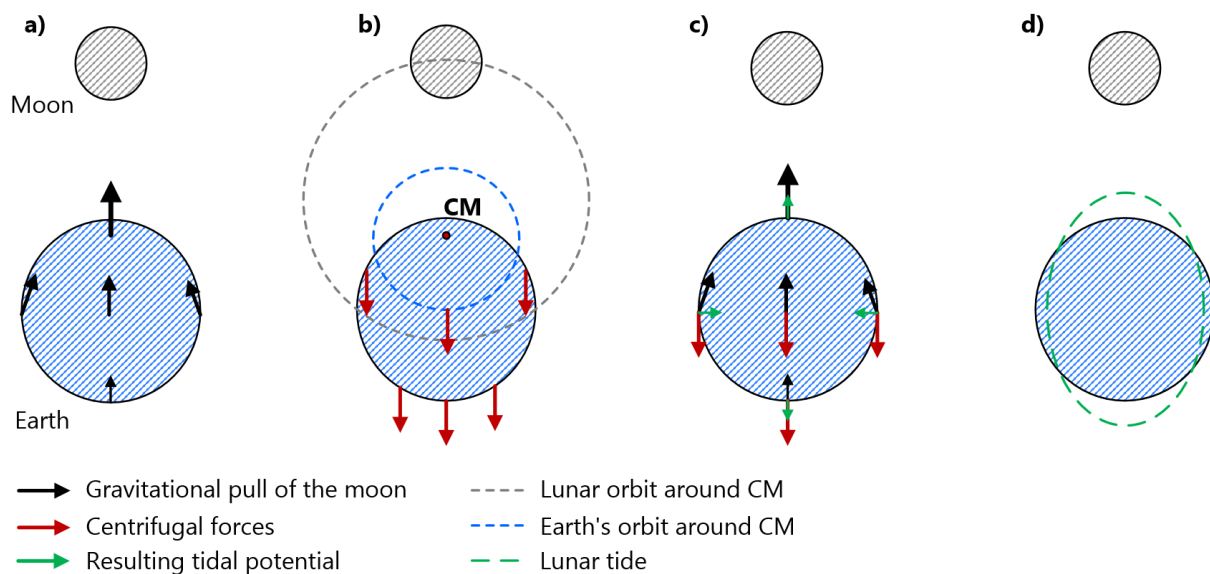 a)
b)
c)
d)
Moon
CM
Earth
Gravitational pull of the moon
Lunar orbit around CM
Centrifugal forces
Earth's orbit around CM
Resulting tidal potential
Lunar tide